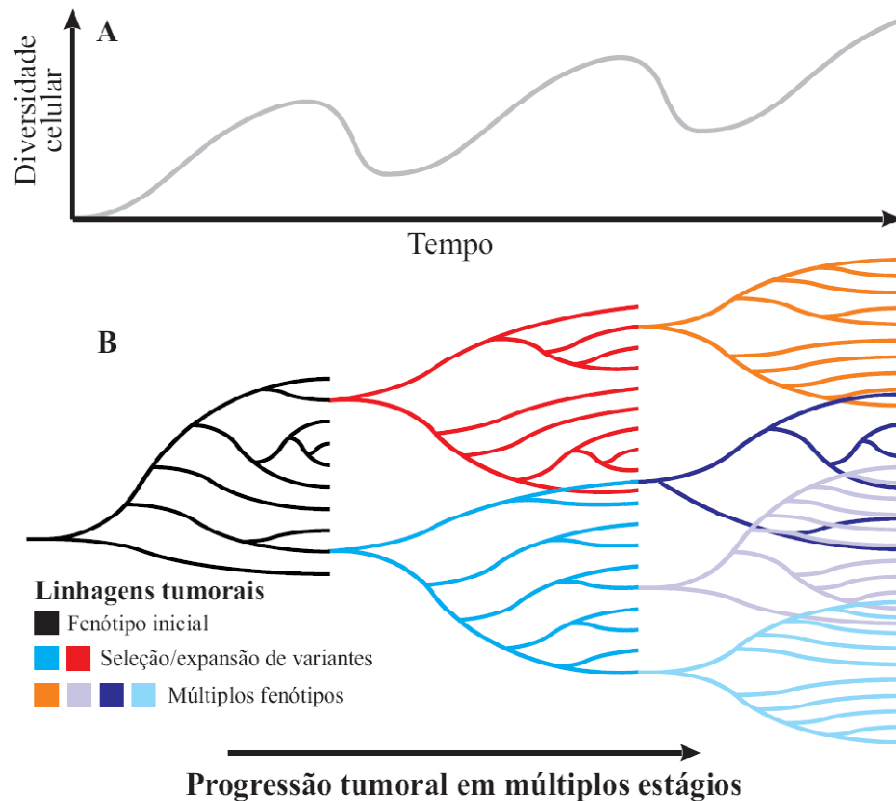 A
Diversidade
celular
Tempo
B
Linhagens tumorais
Fenótipo inicial
Seleção/expansão de variantes
Múltiplos fenótipos
Progressão tumoral em múltiplos estágios